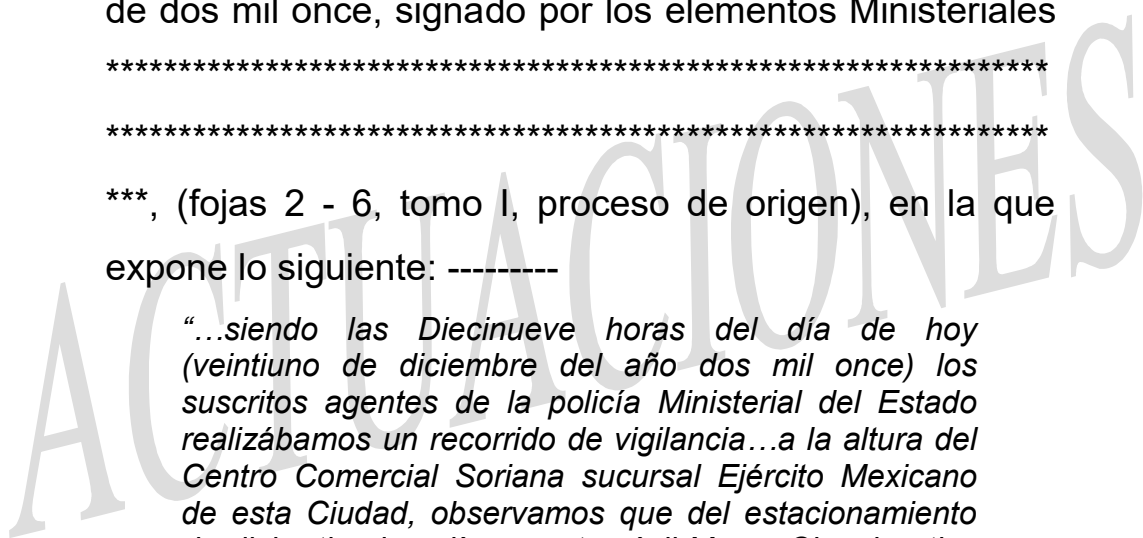 de dos mil once, signado por los elementos Ministeriales
*****************************************************************
*****************************************************************
***, (fojas 2 - 6, tomo I, proceso de origen), en la que
expone lo siguiente: ---------
“…siendo las Diecinueve horas del día de hoy
(veintiuno de diciembre del año dos mil once) los
suscritos agentes de la policía Ministerial del Estado
realizábamos un recorrido de vigilancia…a la altura del
Centro Comercial Soriana sucursal Ejército Mexicano
de esta Ciudad, observamos que del estacionamiento
ACTUACIONES